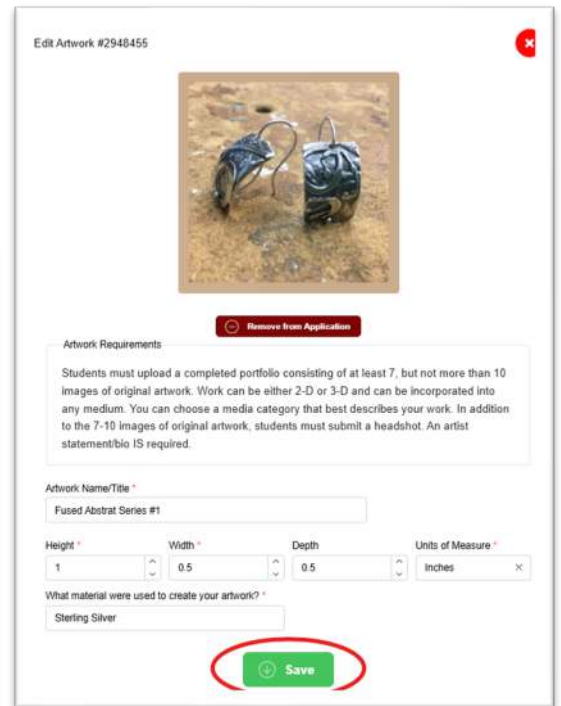 Edit Artwork #2948455
Remove from Application
Artwork Requirements
Students must upload a completed portfolio consisting of at least 7, but not more than 10
images of original artwork. Work can be either 2-D or 3-D and can be incorporated into
any medium. You can choose a media category that best describes your work. In addition
to the 7-10 images of original artwork, students must submit a headshot. An artist
statement/bio IS required.
Artwork Name/Title *
Fused Abstrat Series #1
Height * Width * Depth Units of Measure *
1 0.5 0.5 Inches
What material were used to create your artwork? *
Sterling Silver
Save